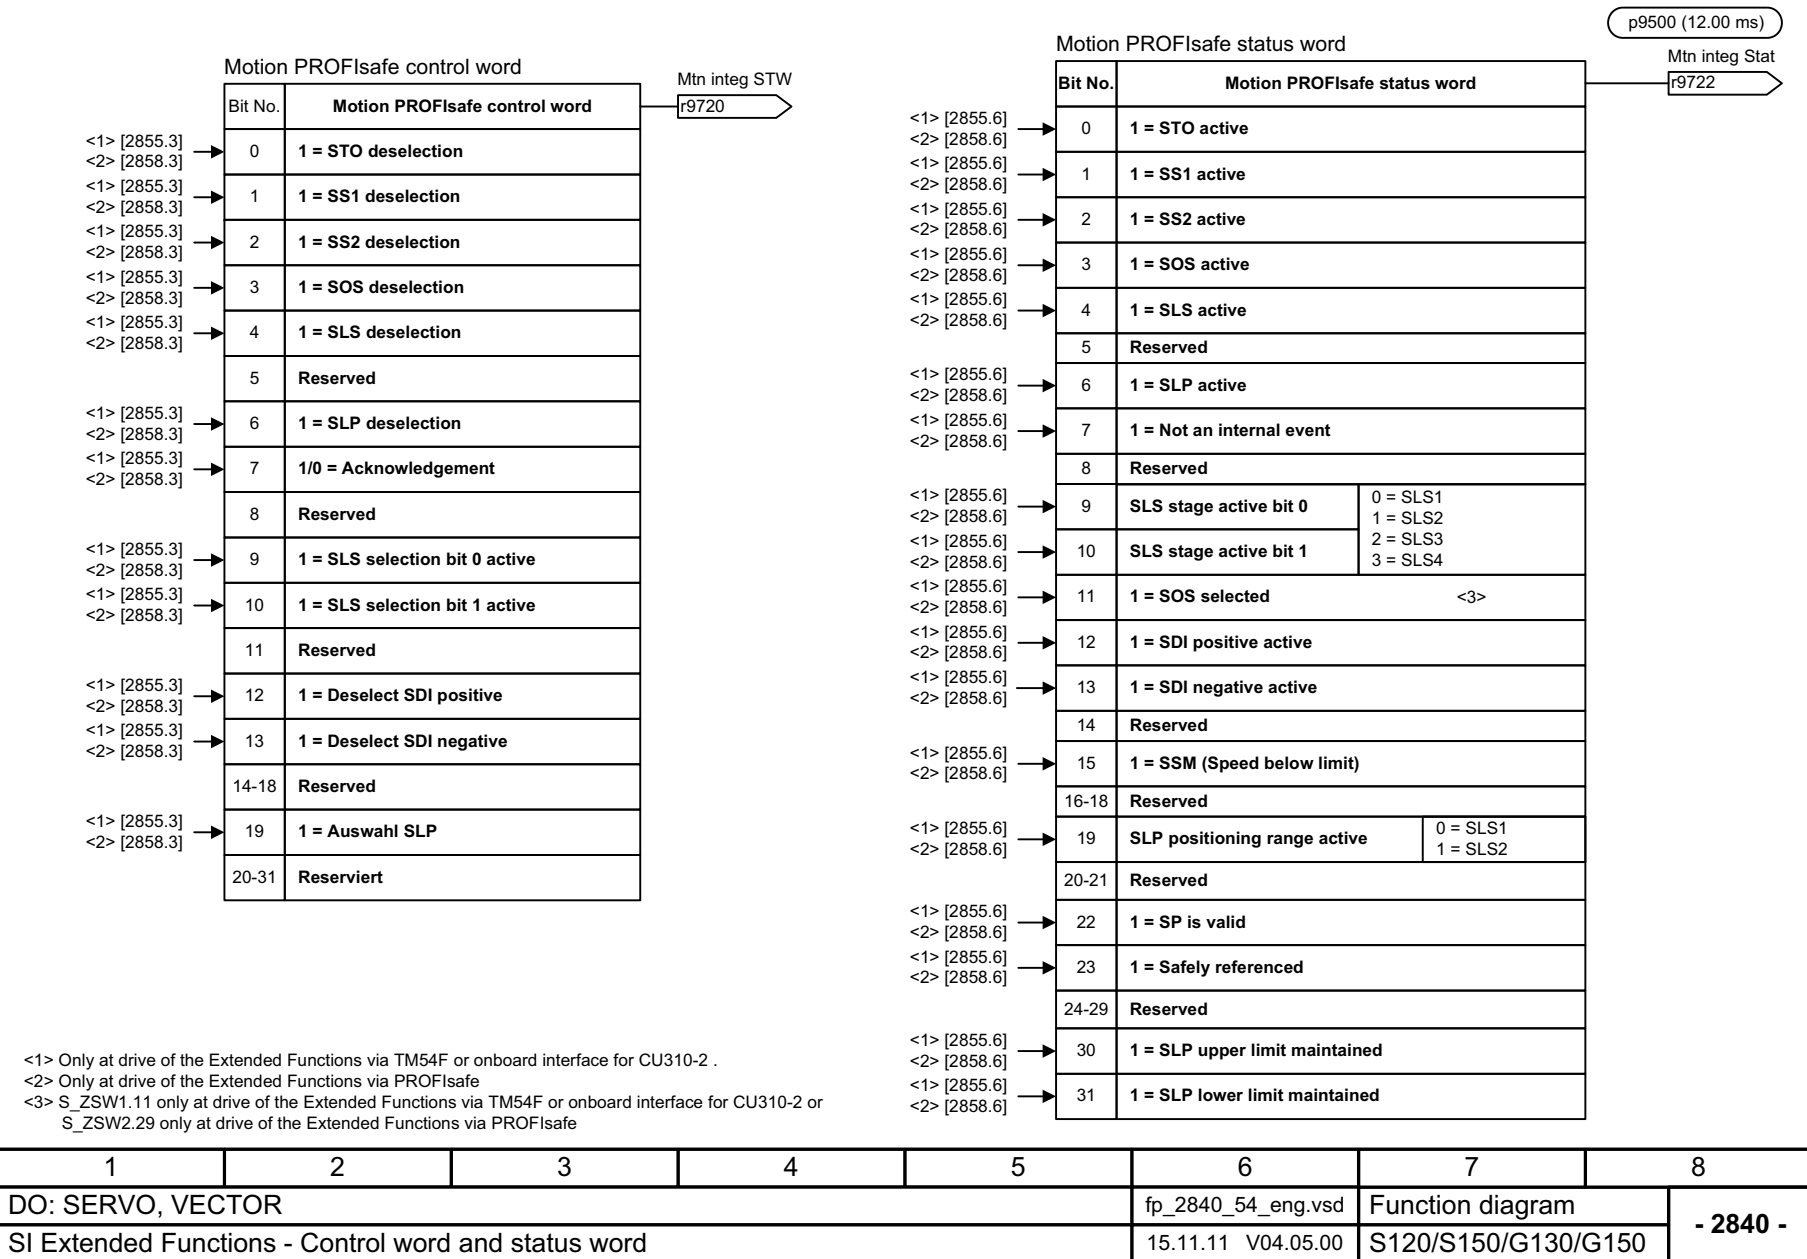 Motion PROFIsafe control word
Mtn integ STW
Bit No. Motion PROFIsafe control word r9720
<1> [2855.3]
<2> [2858.3]
0 1 = STO deselection
<1> [2855.3]
<2> [2858.3]
1 1 = SS1 deselection
<1> [2855.3]
<2> [2858.3]
2 1 = SS2 deselection
<1> [2855.3]
<2> [2858.3]
3 1 = SOS deselection
<1> [2855.3]
<2> [2858.3]
4 1 = SLS deselection
5 Reserved
<1> [2855.3]
<2> [2858.3]
6 1 = SLP deselection
<1> [2855.3]
<2> [2858.3]
7 1/0 = Acknowledgement
8 Reserved
<1> [2855.3]
<2> [2858.3]
9 1 = SLS selection bit 0 active
<1> [2855.3]
<2> [2858.3]
10 1 = SLS selection bit 1 active
11 Reserved
<1> [2855.3]
<2> [2858.3]
12 1 = Deselect SDI positive
<1> [2855.3]
<2> [2858.3]
13 1 = Deselect SDI negative
14-18 Reserved
<1> [2855.3]
<2> [2858.3]
19 1 = Auswahl SLP
20-31 Reserviert
p9500 (12.00 ms)
Motion PROFIsafe status word
Mtn integ Stat
Bit No. Motion PROFIsafe status word r9722
<1> [2855.6]
<2> [2858.6]
0 1 = STO active
<1> [2855.6]
<2> [2858.6]
1 1 = SS1 active
<1> [2855.6]
<2> [2858.6]
2 1 = SS2 active
<1> [2855.6]
<2> [2858.6]
3 1 = SOS active
<1> [2855.6]
<2> [2858.6]
4 1 = SLS active
5 Reserved
<1> [2855.6]
<2> [2858.6]
6 1 = SLP active
<1> [2855.6]
<2> [2858.6]
7 1 = Not an internal event
8 Reserved
<1> [2855.6]
<2> [2858.6]
9 SLS stage active bit 0
<1> [2855.6]
<2> [2858.6]
10 SLS stage active bit 1
0 = SLS1
1 = SLS2
2 = SLS3
3 = SLS4
<1> [2855.6]
<2> [2858.6]
11 1 = SOS selected <3>
<1> [2855.6]
<2> [2858.6]
12 1 = SDI positive active
<1> [2855.6]
<2> [2858.6]
13 1 = SDI negative active
14 Reserved
<1> [2855.6]
<2> [2858.6]
15 1 = SSM (Speed below limit)
16-18 Reserved
<1> [2855.6]
<2> [2858.6]
19 SLP positioning range active
0 = SLS1
1 = SLS2
20-21 Reserved
<1> [2855.6]
<2> [2858.6]
22 1 = SP is valid
<1> [2855.6]
<2> [2858.6]
23 1 = Safely referenced
24-29 Reserved
<1> [2855.6]
<2> [2858.6]
30 1 = SLP upper limit maintained
<1> [2855.6]
<2> [2858.6]
31 1 = SLP lower limit maintained
<1> Only at drive of the Extended Functions via TM54F or onboard interface for CU310-2 .
<2> Only at drive of the Extended Functions via PROFIsafe
<3> S_ZSW1.11 only at drive of the Extended Functions via TM54F or onboard interface for CU310-2 or
S_ZSW2.29 only at drive of the Extended Functions via PROFIsafe
1 2 3 4 5 6 7 8
DO: SERVO, VECTOR fp_2840_54_eng.vsd Function diagram
- 2840 -
SI Extended Functions - Control word and status word 15.11.11 V04.05.00 S120/S150/G130/G150